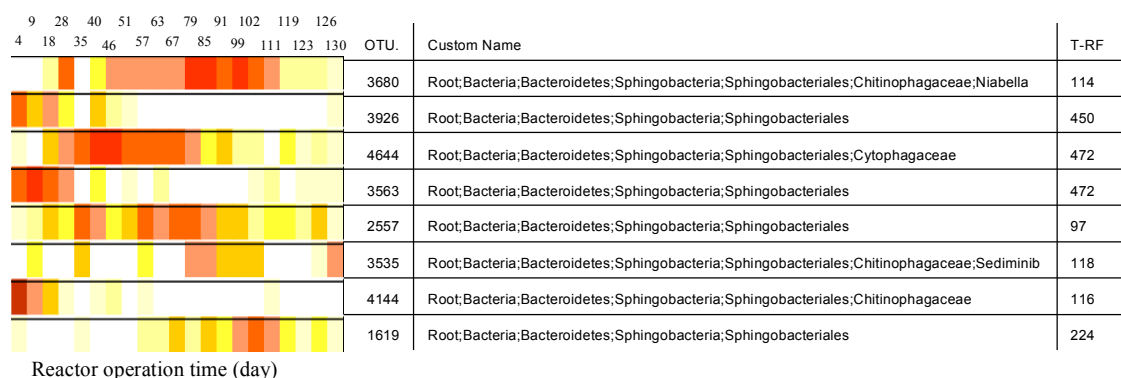 9 28 40 51 63 79 91 102 119 126
4 18 35 46 57 67 85 99 111 123 130 OTU. Custom Name T-RF
3680 Root;Bacteria;Bacteroidetes;Sphingobacteria;Sphingobacteriales;Chitinophagaceae;Niabella 114
3926 Root;Bacteria;Bacteroidetes;Sphingobacteria;Sphingobacteriales 450
4644 Root;Bacteria;Bacteroidetes;Sphingobacteria;Sphingobacteriales;Cytophagaceae 472
3563 Root;Bacteria;Bacteroidetes;Sphingobacteria;Sphingobacteriales 472
2557 Root;Bacteria;Bacteroidetes;Sphingobacteria;Sphingobacteriales 97
3535 Root;Bacteria;Bacteroidetes;Sphingobacteria;Sphingobacteriales;Chitinophagaceae;Sediminib 118
4144 Root;Bacteria;Bacteroidetes;Sphingobacteria;Sphingobacteriales;Chitinophagaceae 116
1619 Root;Bacteria;Bacteroidetes;Sphingobacteria;Sphingobacteriales 224
Reactor operation time (day)